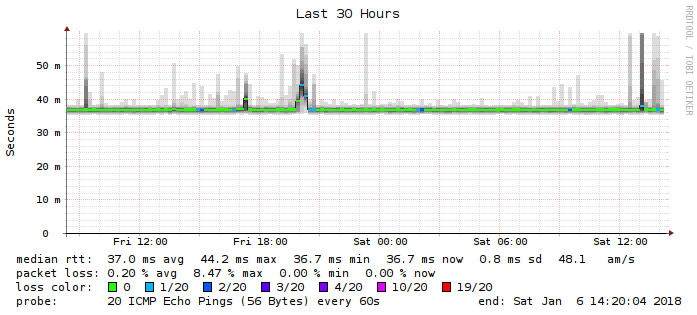 Last 30 Hours
RRDTOOL / TOBI OETIKER
Seconds
50 m
40 m
30 m
20 m
10 m
0
Fri 12:00 Fri 18:00 Sat 00:00 Sat 06:00 Sat 12:00
median rtt: 37.0 ms avg 44.2 ms max 36.7 ms min 36.7 ms now 0.8 ms sd 48.1 am/s
packet loss: 0.20 % avg 8.47 % max 0.00 % min 0.00 % now
loss color: 0 1/20 2/20 3/20 4/20 10/20 19/20
probe: 20 ICMP Echo Pings (56 Bytes) every 60s end: Sat Jan 6 14:20:04 2018